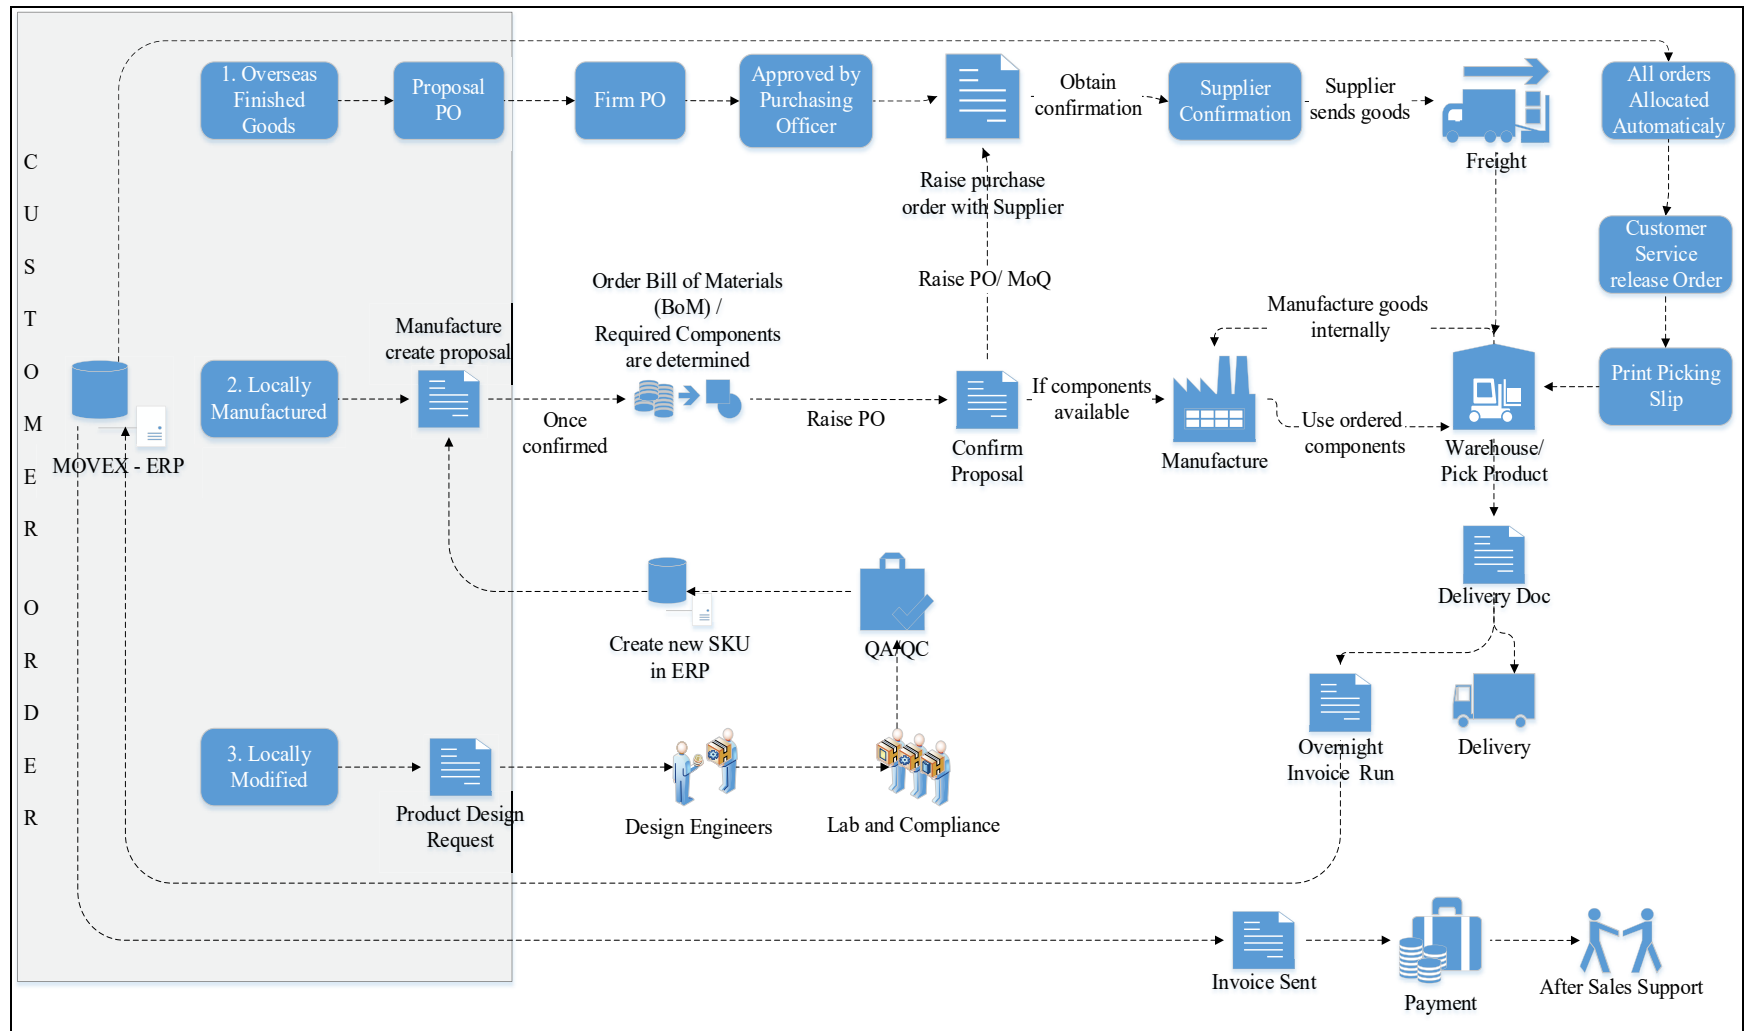 CUSTOMER ORDER
1. Overseas
Finished
Goods
Proposal
PO
Firm PO
Approved by
Purchasing
Officer
Raise purchase
order with Supplier
Obtain
confirmation
Supplier
Confirmation
Supplier
sends goods
Freight
All orders
Allocated
Automaticaly
Customer
Service
release Order
Print Picking
Slip
MOVEX - ERP
2. Locally
Manufactured
Manufacture
create proposal
Once
confirmed
Order Bill of Materials
(BoM) /
Required Components
are determined
Raise PO
Raise PO/ MoQ
Confirm
Proposal
If components
available
Manufacture
Manufacture goods
internally
Use ordered
components
Warehouse/
Pick Product
Delivery Doc
Create new SKU
in ERP
QA/QC
Overnight
Invoice Run
Delivery
3. Locally
Modified
Product Design
Request
Design Engineers
Lab and Compliance
Invoice Sent
Payment
After Sales Support